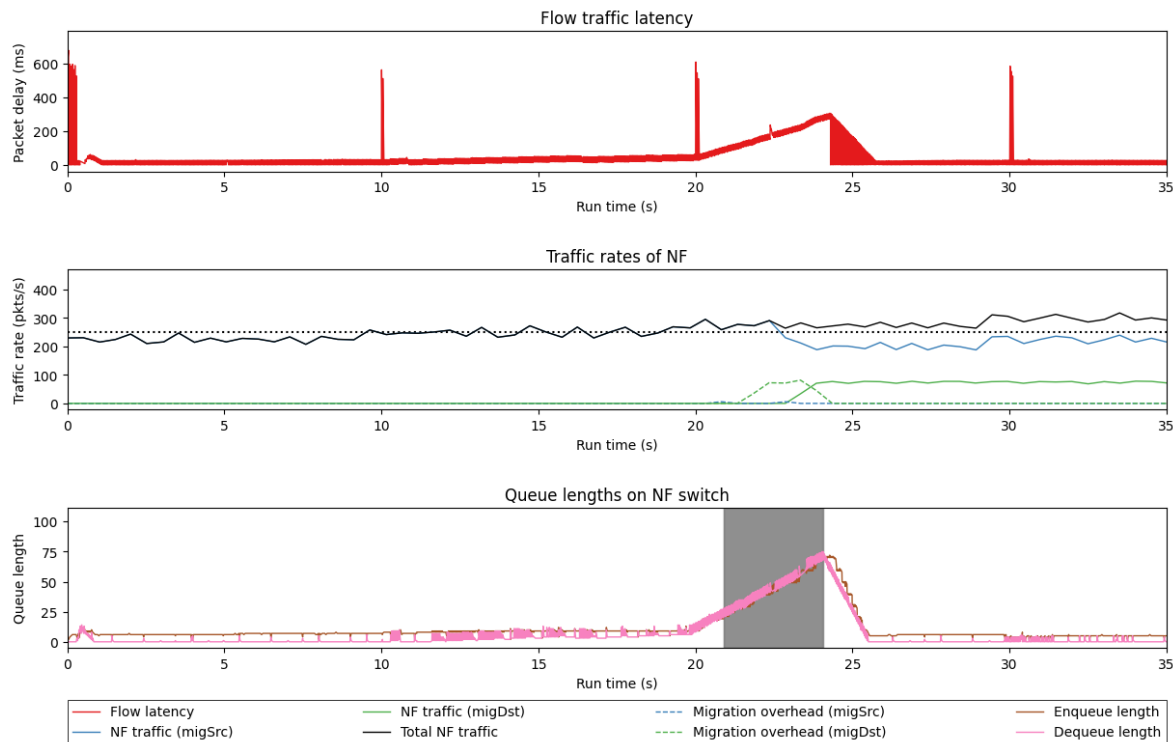 Flow traffic latency
Packet delay (ms)
600
400
200
0
0 5 10 15 20 25 30 35
Run time (s)
Traffic rates of NF
Traffic rate (pkts/s)
400
300
200
100
0
0 5 10 15 20 25 30 35
Run time (s)
Queue lengths on NF switch
Queue length
100
75
50
25
0
0 5 10 15 20 25 30 35
Run time (s)
Flow latency NF traffic (migDst) Migration overhead (migSrc) Enqueue length
NF traffic (migSrc) Total NF traffic Migration overhead (migDst) Dequeue length